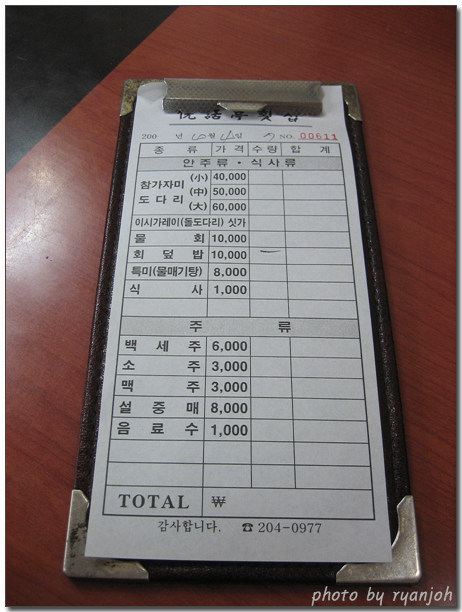 悅話亭횟집
200 년 월 일 NO. 00611
종 류 가 격 수량 합 계
안 주 류 · 식 사 류
참가자미 도 다 리 (小) 40,000
(中) 50,000
(大) 60,000
이시가레이(돌도다리) 싯가
물 회 10,000
회 덮 밥 10,000
특미(물매기탕) 8,000
식 사 1,000
주 류
백 세 주 6,000
소 주 3,000
맥 주 3,000
설 중 매 8,000
음 료 수 1,000
TOTAL ₩
감사합니다. ☎ 204-0977
photo by ryanjoh